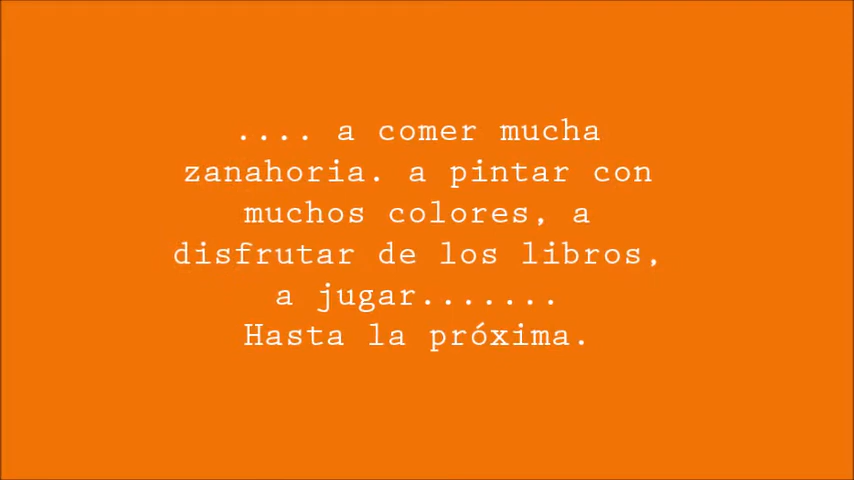 .... a comer mucha
zanahoria. a pintar con
muchos colores, a
disfrutar de los libros,
a jugar.......
Hasta la próxima.